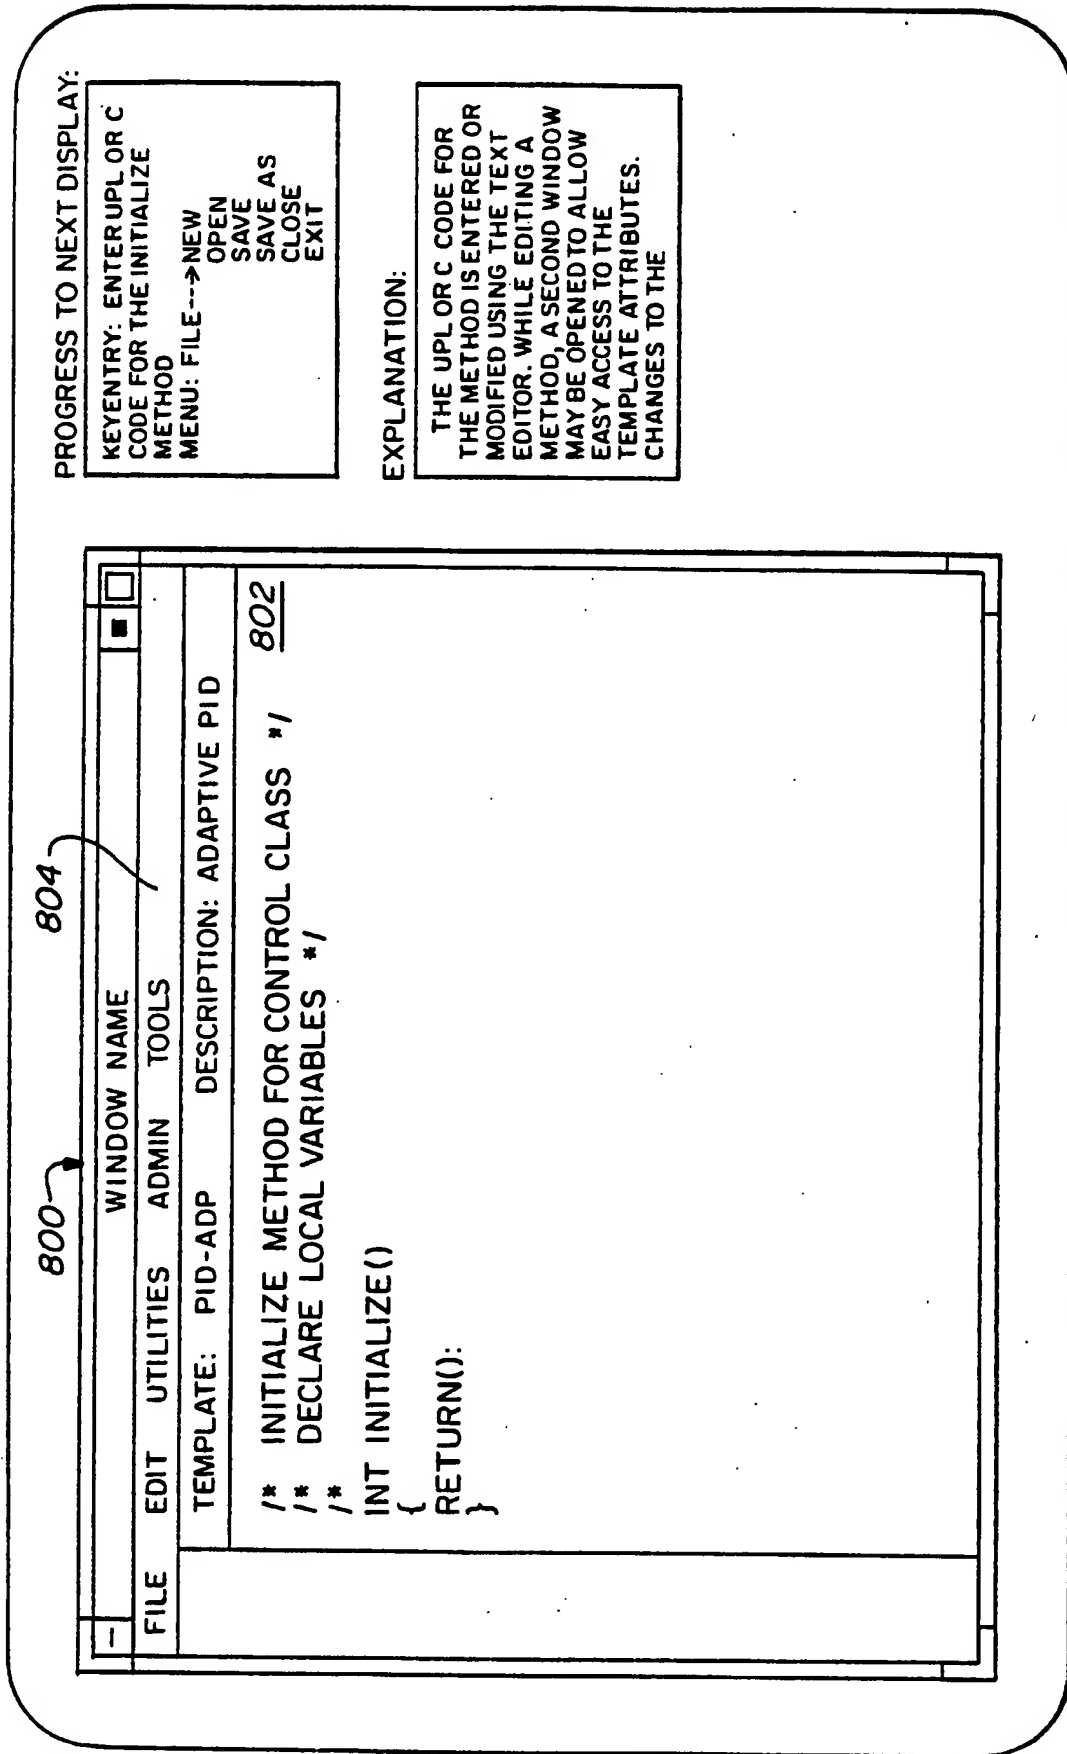 800
804
WINDOW NAME
FILE EDIT UTILITIES ADMIN TOOLS
TEMPLATE: PID-ADP DESCRIPTION: ADAPTIVE PID
802
/* INITIALIZE METHOD FOR CONTROL CLASS */
/* DECLARE LOCAL VARIABLES */
/*
INT INITIALIZE()
{
RETURN():
}
PROGRESS TO NEXT DISPLAY:
KEYENTRY: ENTER UPL OR C
CODE FOR THE INITIALIZE
METHOD
MENU: FILE--->NEW
OPEN
SAVE
SAVE AS
CLOSE
EXIT
EXPLANATION:
THE UPL OR C CODE FOR
THE METHOD IS ENTERED OR
MODIFIED USING THE TEXT
EDITOR. WHILE EDITING A
METHOD, A SECOND WINDOW
MAY BE OPENED TO ALLOW
EASY ACCESS TO THE
TEMPLATE ATTRIBUTES.
CHANGES TO THE